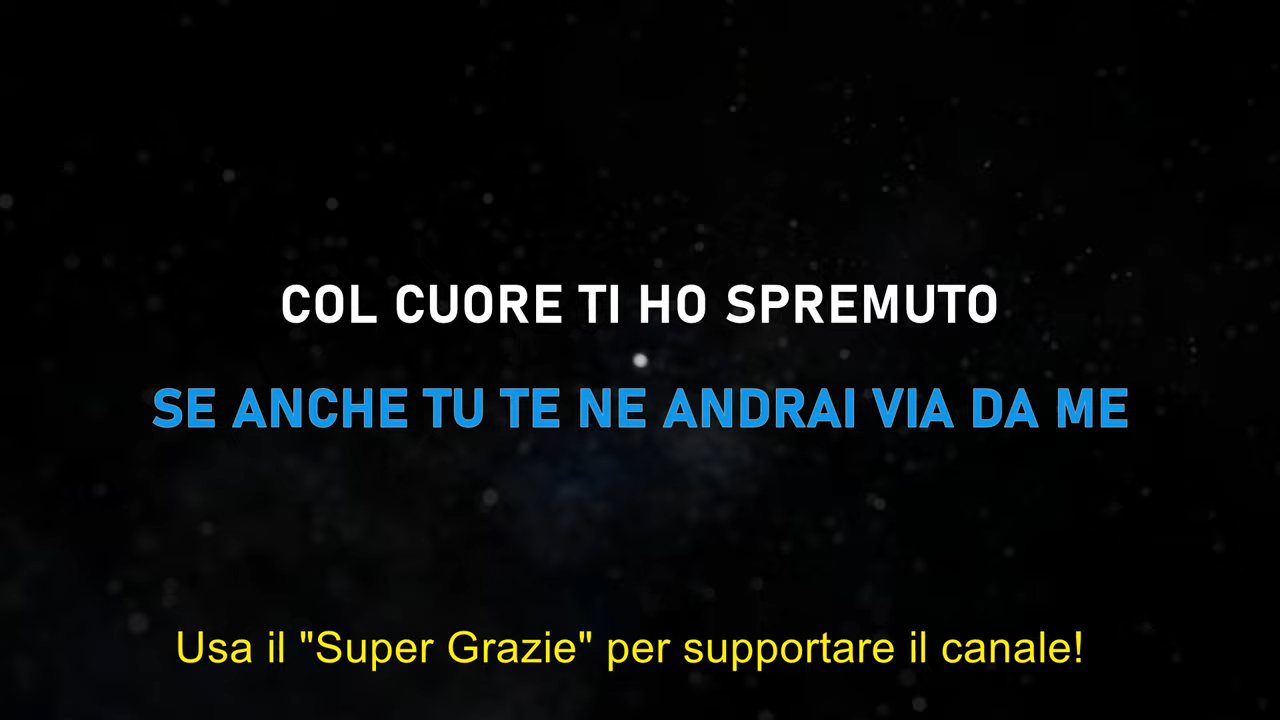 COL CUORE TI HO SPREMUTO
SE ANCHE TU TE NE ANDRAI VIA DA ME
Usa il "Super Grazie" per supportare il canale!